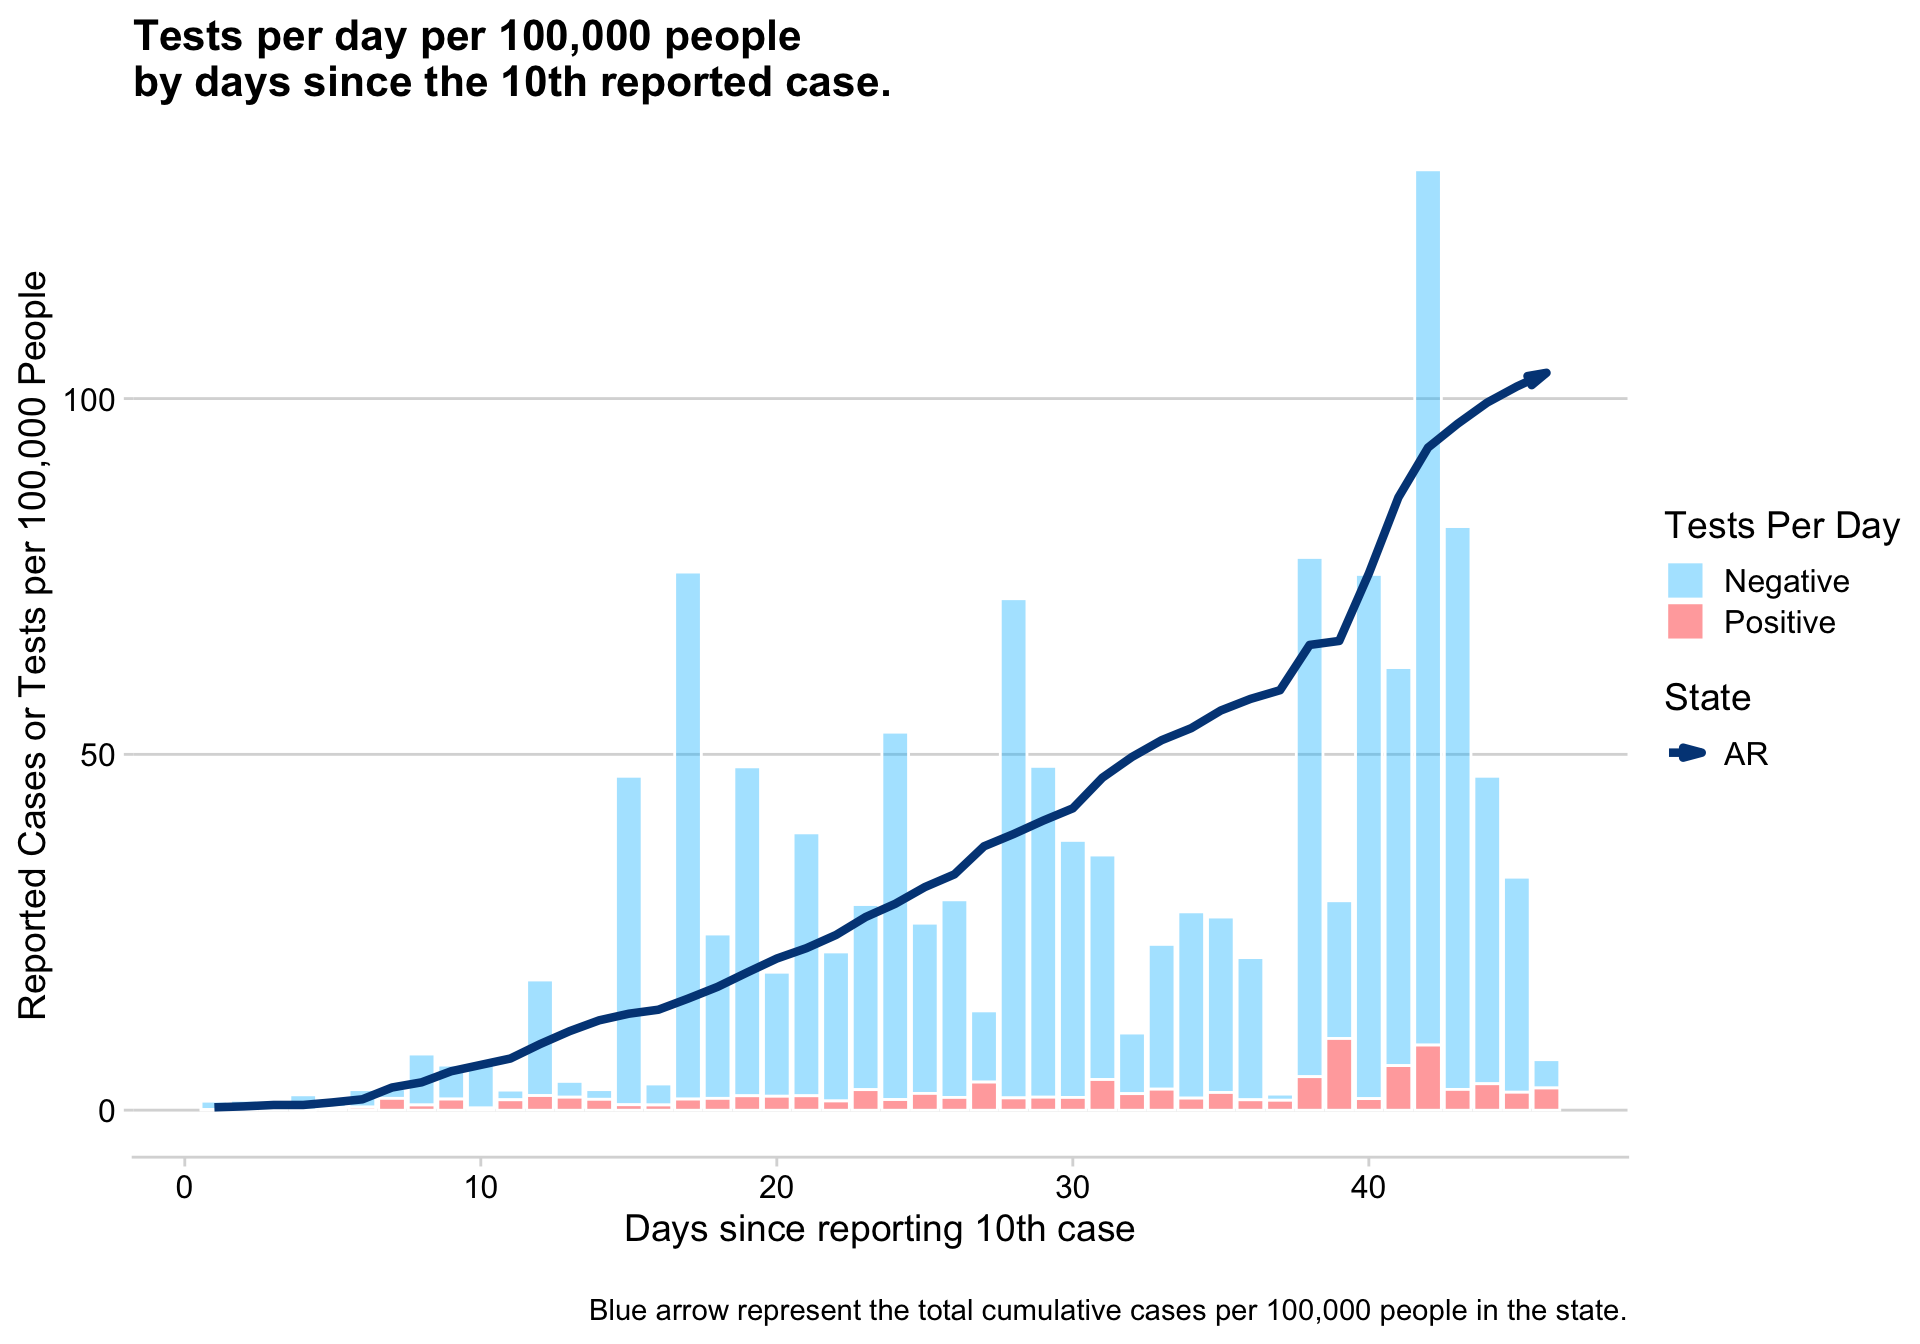 Tests per day per 100,000 people
by days since the 10th reported case.
Reported Cases or Tests per 100,000 People
100
50
0
0 10 20 30 40
Days since reporting 10th case
Tests Per Day
Negative
Positive
State
AR
Blue arrow represent the total cumulative cases per 100,000 people in the state.